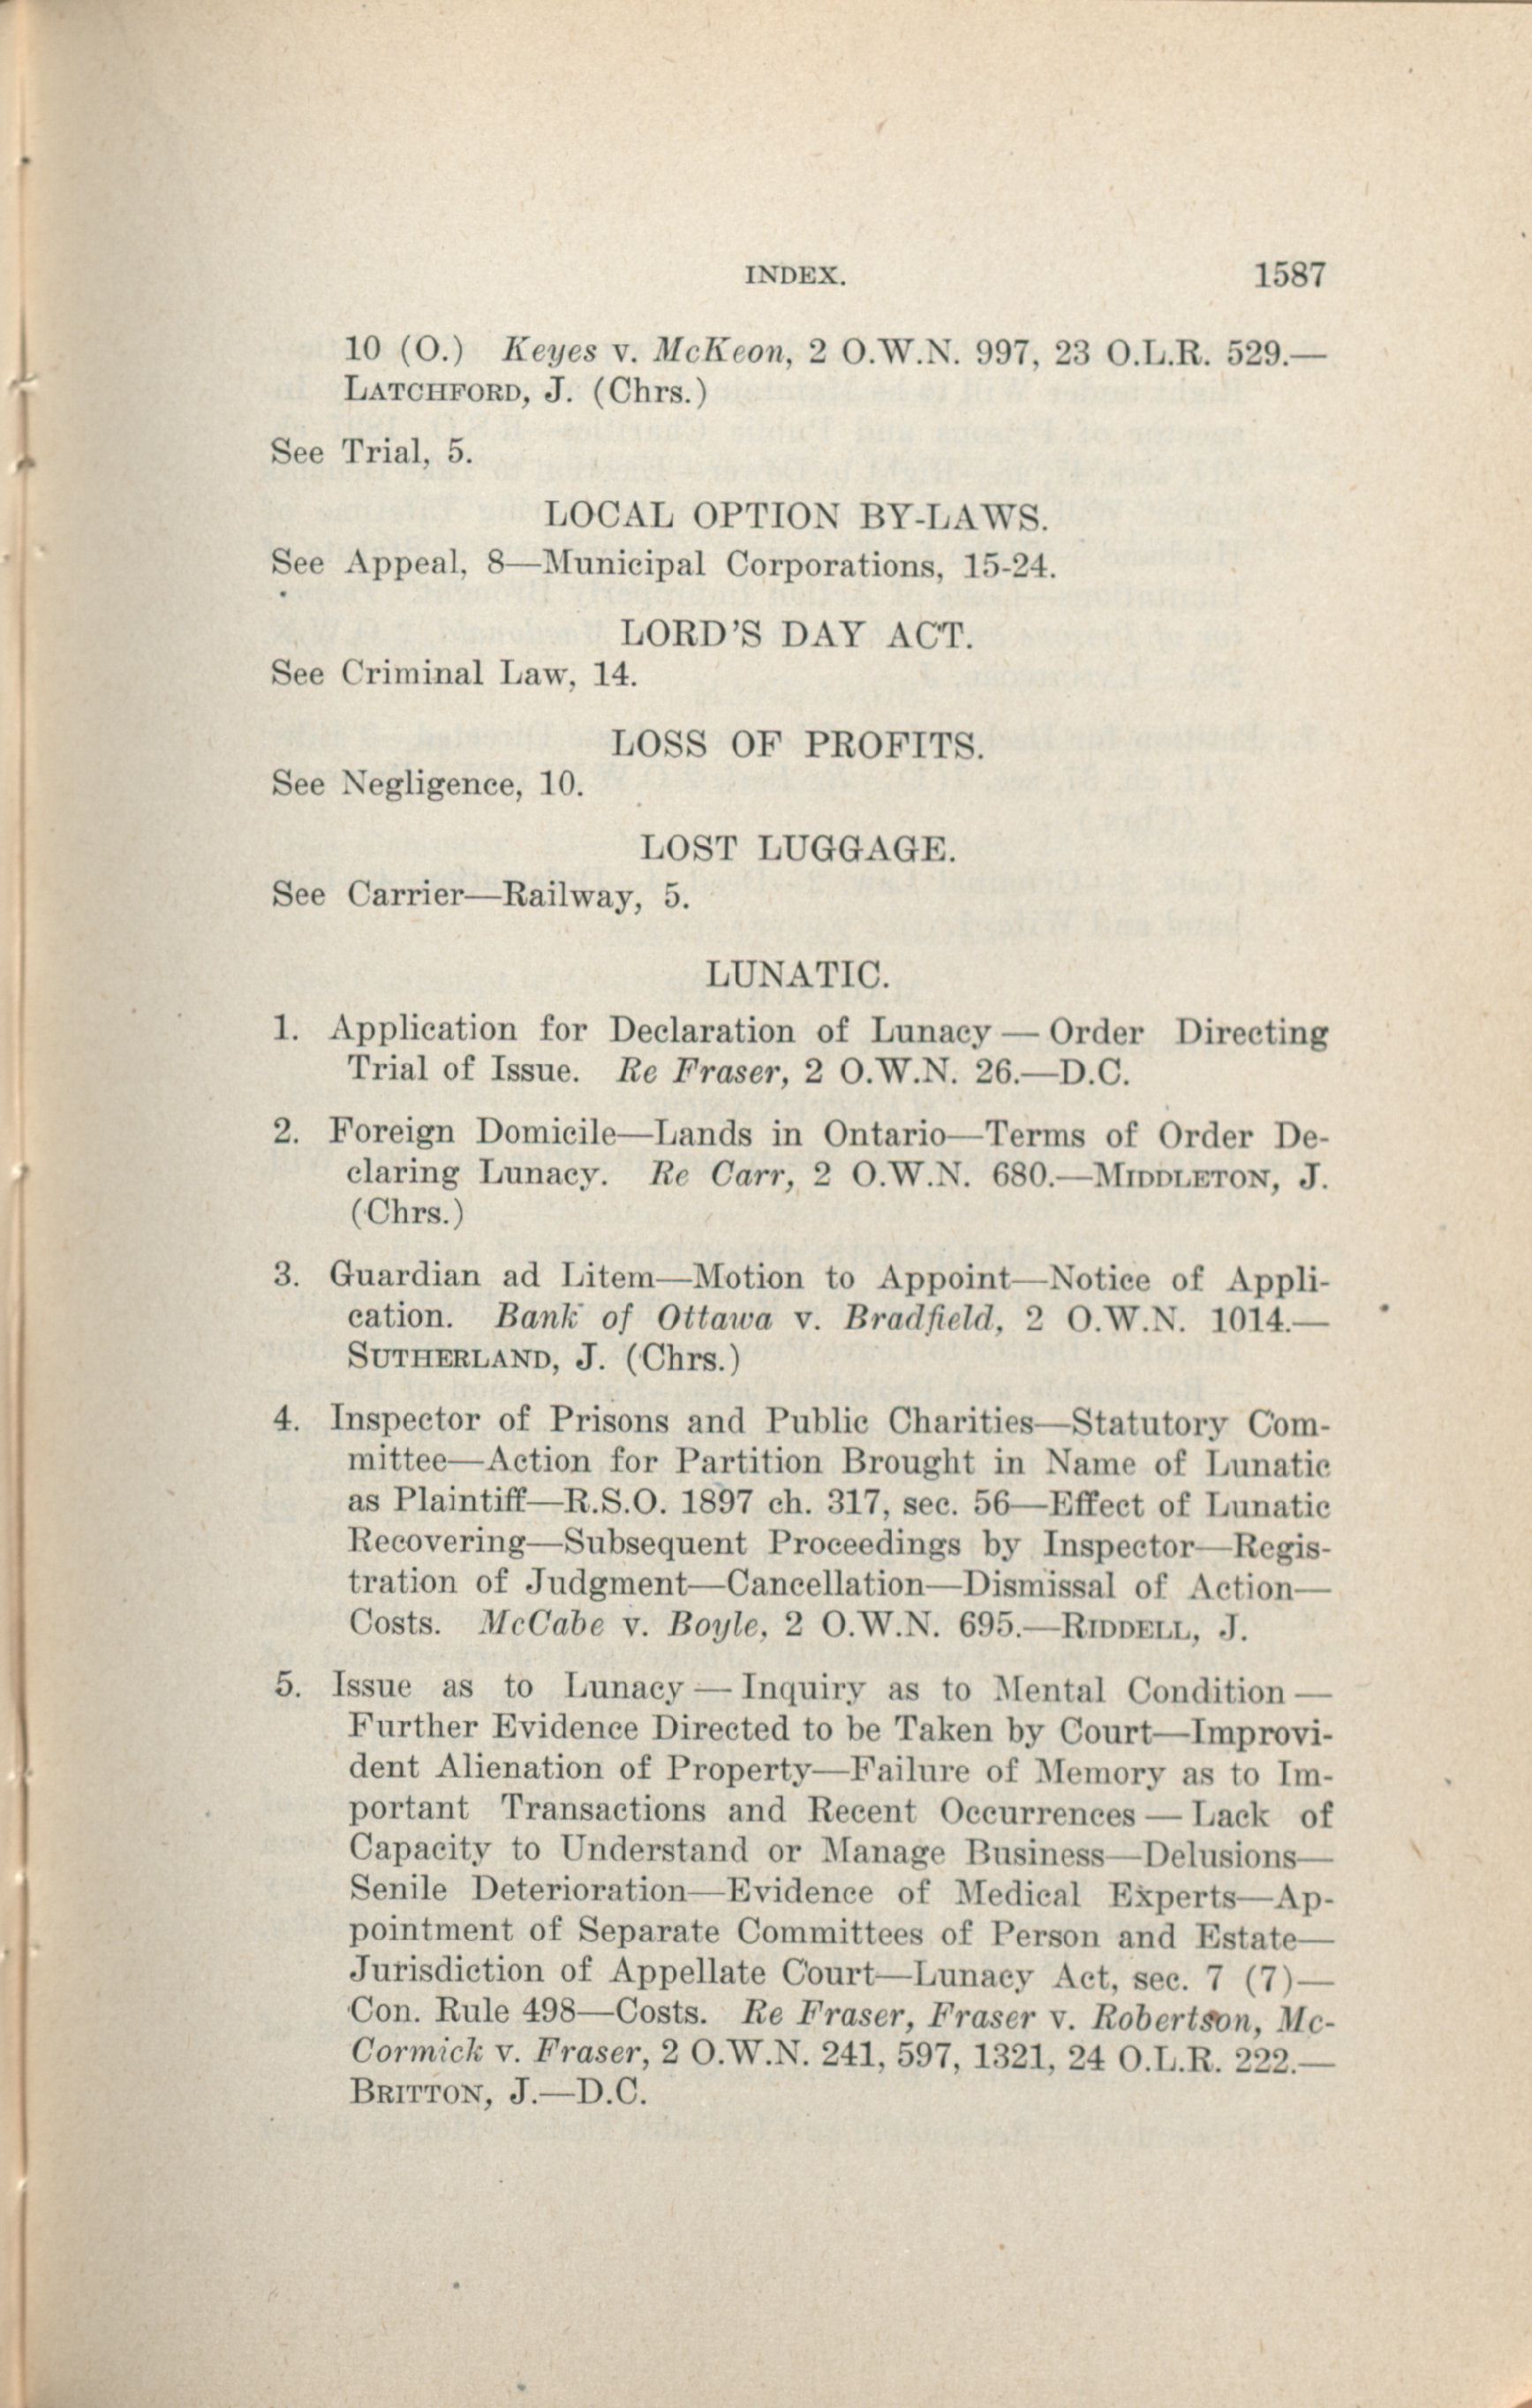 INDEX. 1587
10 (O.) Keyes v. McKeon, 2 O.W.N. 997, 23 O.L.R. 529.—
LATCHFORD, J. (Chrs.)
See Trial, 5.
LOCAL OPTION BY-LAWS.
See Appeal, 8—Municipal Corporations, 15-24.
LORD'S DAY ACT.
See Criminal Law, 14.
LOSS OF PROFITS.
See Negligence, 10.
LOST LUGGAGE.
See Carrier—Railway, 5.
LUNATIC.
1. Application for Declaration of Lunacy — Order Directing
Trial of Issue. Re Fraser, 2 O.W.N. 26.—D.C.
2. Foreign Domicile—Lands in Ontario—Terms of Order De-
claring Lunacy. Re Carr, 2 O.W.N. 680.—MIDDLETON, J.
(Chrs.)
3. Guardian ad Litem—Motion to Appoint—Notice of Appli-
cation. Bank of Ottawa v. Bradfield, 2 O.W.N. 1014.—
SUTHERLAND, J. (Chrs.)
4. Inspector of Prisons and Public Charities—Statutory Com-
mittee—Action for Partition Brought in Name of Lunatic
as Plaintiff—R.S.O. 1897 ch. 317, sec. 56—Effect of Lunatic
Recovering—Subsequent Proceedings by Inspector—Regis-
tration of Judgment—Cancellation—Dismissal of Action—
Costs. McCabe v. Boyle, 2 O.W.N. 695.—RIDDELL, J.
5. Issue as to Lunacy — Inquiry as to Mental Condition —
Further Evidence Directed to be Taken by Court—Improvi-
dent Alienation of Property—Failure of Memory as to Im-
portant Transactions and Recent Occurrences — Lack of
Capacity to Understand or Manage Business—Delusions—
Senile Deterioration—Evidence of Medical Experts—Ap-
pointment of Separate Committees of Person and Estate—
Jurisdiction of Appellate Court—Lunacy Act, sec. 7 (7)—
Con. Rule 498—Costs. Re Fraser, Fraser v. Robertson, Mc-
Cormick v. Fraser, 2 O.W.N. 241, 597, 1321, 24 O.L.R. 222.—
BRITTON, J.—D.C.